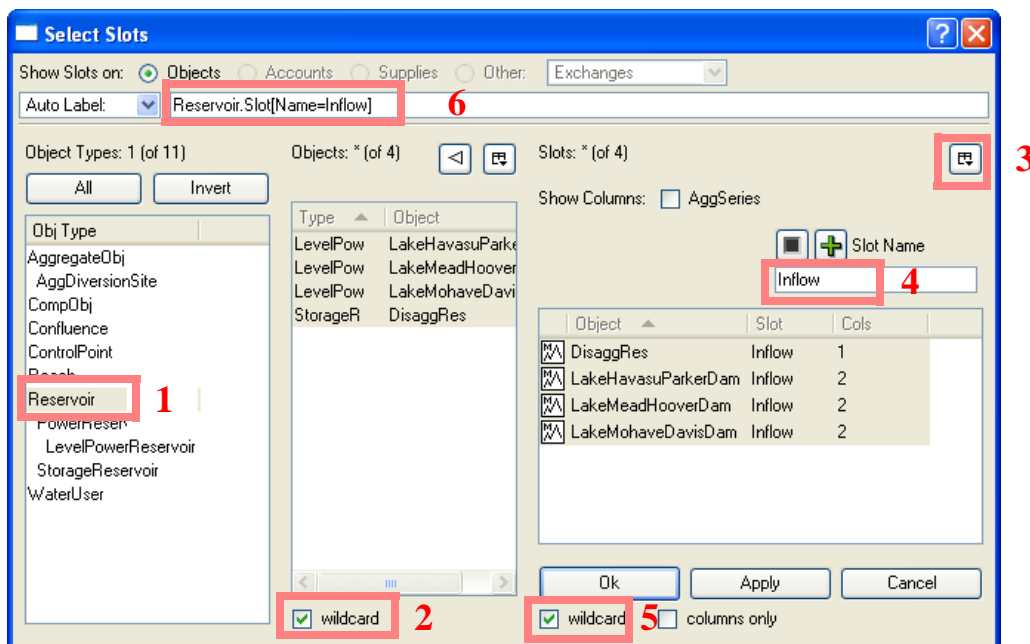 Select Slots
Show Slots on: Objects Accounts Supplies Other: Exchanges
Auto Label: Reservoir.Slot[Name=Inflow] 6
Object Types: 1 (of 11)
All Invert
Obj Type
AggregateObj
AggDiversionSite
CompObj
Confluence
ControlPoint
Reach
Reservoir 1
PowerReserv
LevelPowerReservoir
StorageReservoir
WaterUser
Objects: * (of 4)
Type Object
LevelPow LakeHavasuParke
LevelPow LakeMeadHoover
LevelPow LakeMohaveDavi
StorageR DisaggRes
wildcard 2
Slots: * (of 4) 3
Show Columns: AggSeries
Slot Name
Inflow 4
Object Slot Cols
DisaggRes Inflow 1
LakeHavasuParkerDam Inflow 2
LakeMeadHooverDam Inflow 2
LakeMohaveDavisDam Inflow 2
Ok Apply Cancel
wildcard 5 columns only